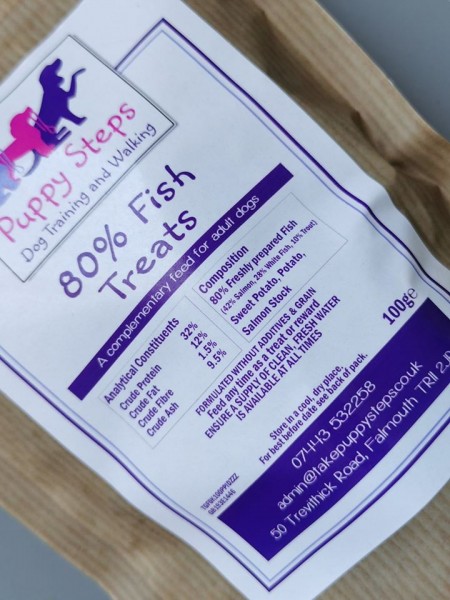 Puppy Steps
Dog Training and Walking
80% Fish
Treats
A complementary feed for adult dogs
Analytical Constituents
Crude Protein 32%
Crude Fat 12%
Crude Fibre 1.5%
Crude Ash 9.5%
Composition
80% Freshly prepared Fish
(42% Salmon, 28% White Fish, 10% Trout)
Sweet Potato, Potato,
Salmon Stock
FORMULATED WITHOUT ADDITIVES & GRAIN
Feed any time as a treat or reward
ENSURE A SUPPLY OF CLEAN, FRESH WATER
IS AVAILABLE AT ALL TIMES
100g℮
Store in a cool, dry place.
For best before date see back of pack.
07443 532258
admin@takepuppysteps.co.uk
50 Trevithick, Road, Falmouth, TR11 2J